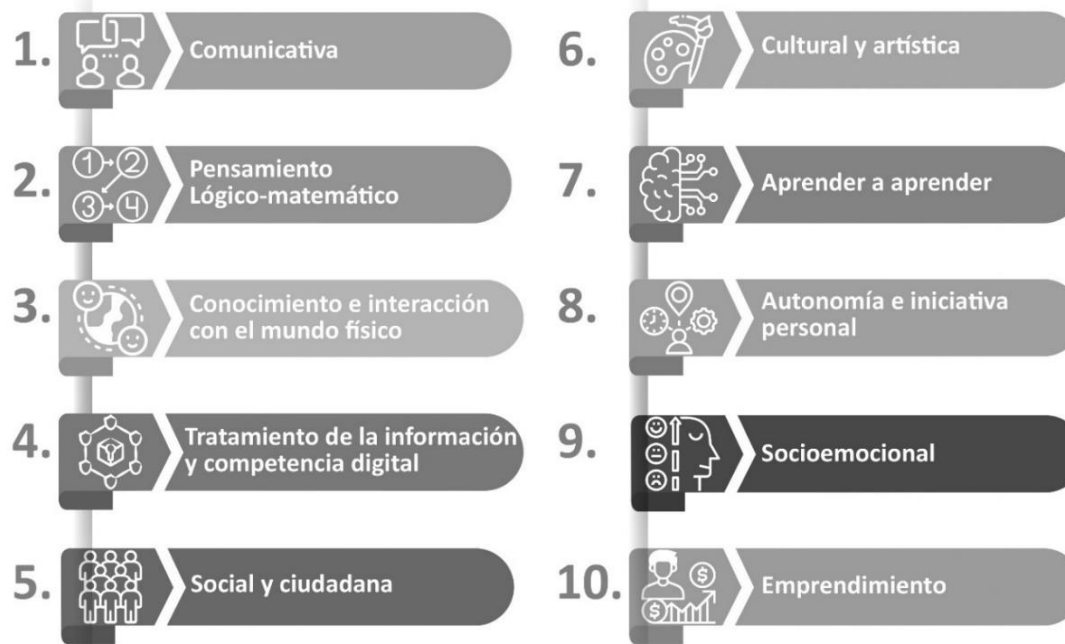 1. Comunicativa
2. Pensamiento
Lógico-matemático
3. Conocimiento e interacción
con el mundo físico
4. Tratamiento de la información
y competencia digital
5. Social y ciudadana
6. Cultural y artística
7. Aprender a aprender
8. Autonomía e iniciativa
personal
9. Socioemocional
10. Emprendimiento